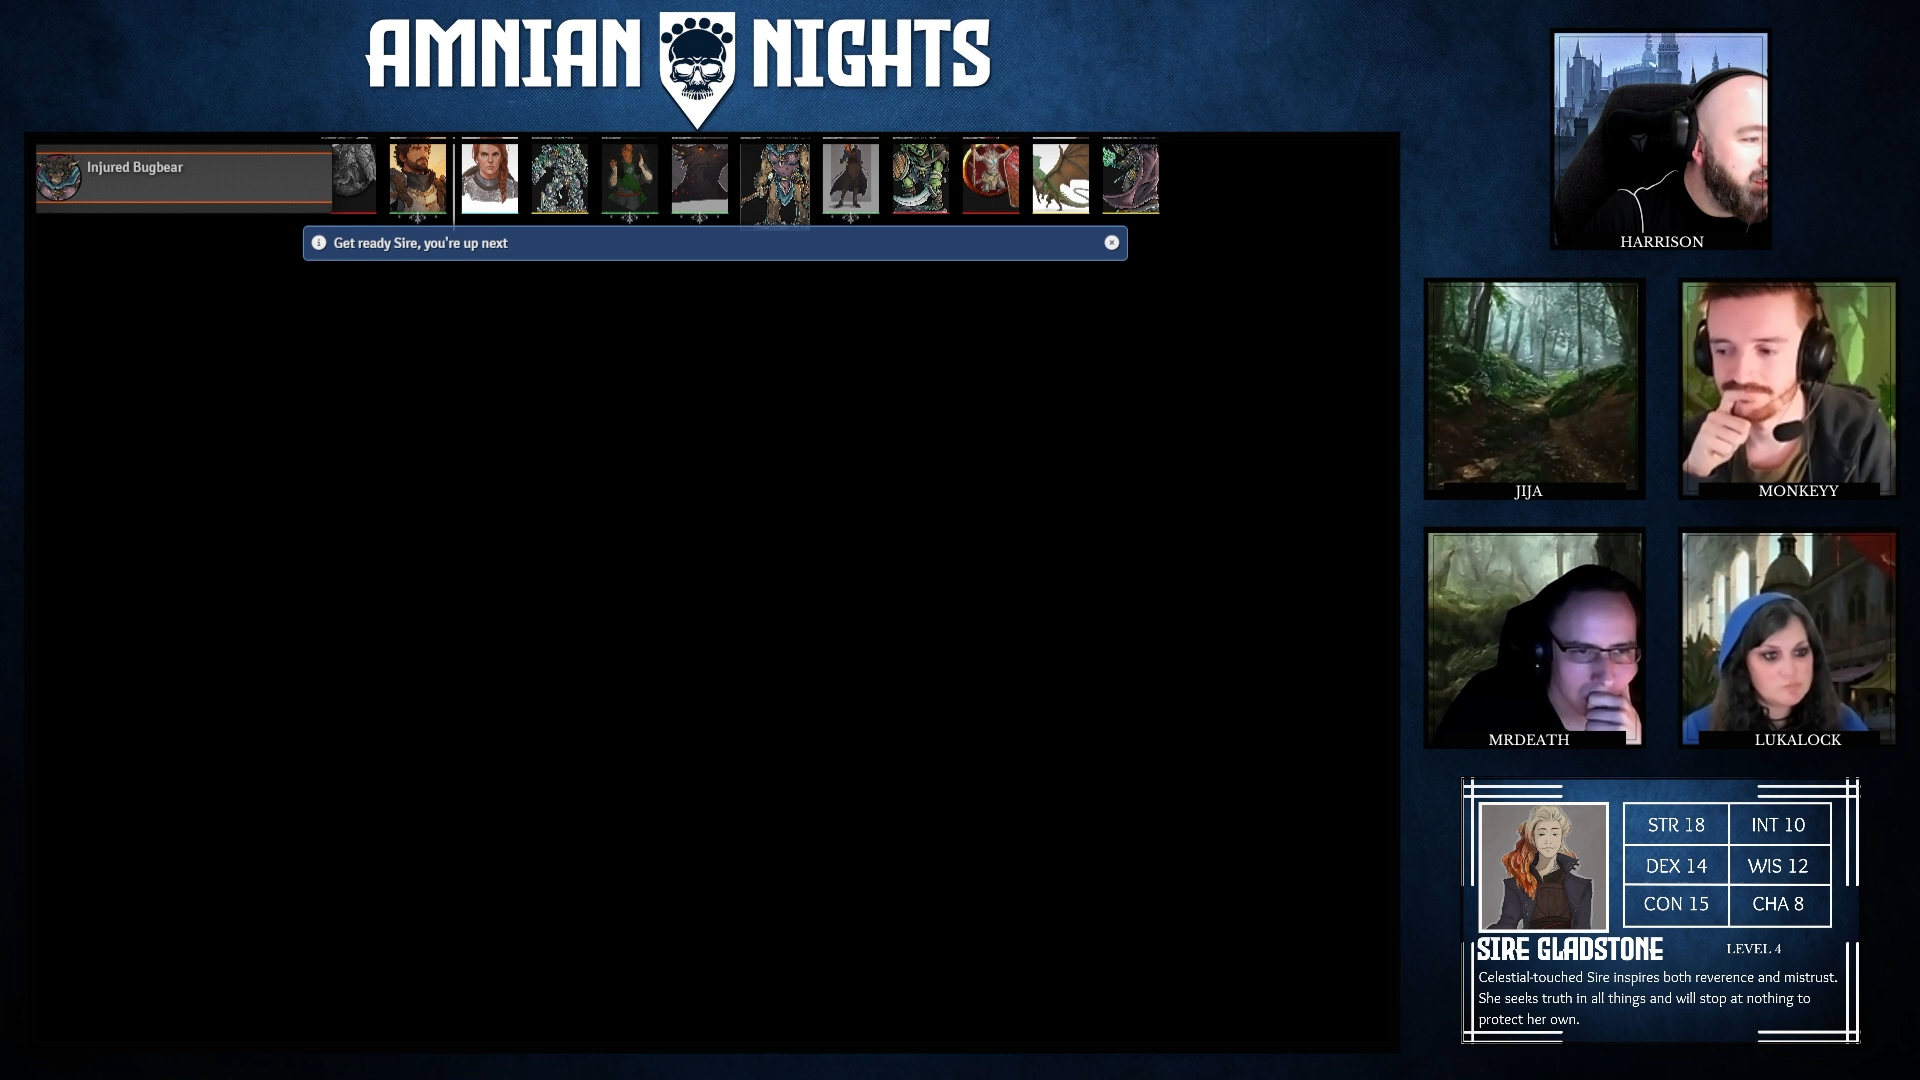 AMNIAN NIGHTS
Injured Bugbear
Get ready Sire, you're up next
HARRISON
JIJA
MONKEYY
MRDEATH
LUKALOCK
STR 18
INT 10
DEX 14
WIS 12
CON 15
CHA 8
SIRE GLADSTONE
LEVEL 4
Celestial-touched Sire inspires both reverence and mistrust.
She seeks truth in all things and will stop at nothing to
protect her own.